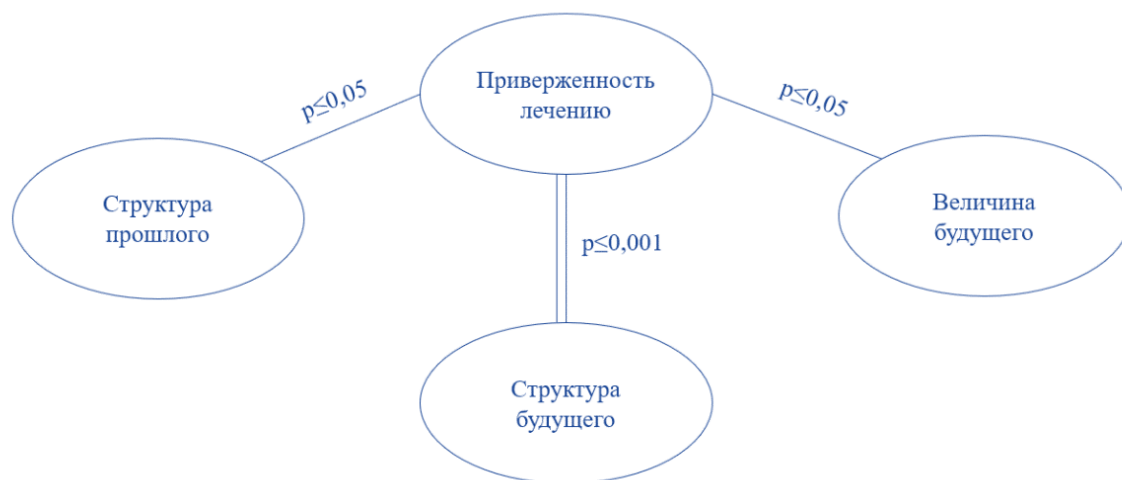 Приверженность
лечению
p≤0,05
p≤0,05
Структура
прошлого
Величина
будущего
p≤0,001
Структура
будущего